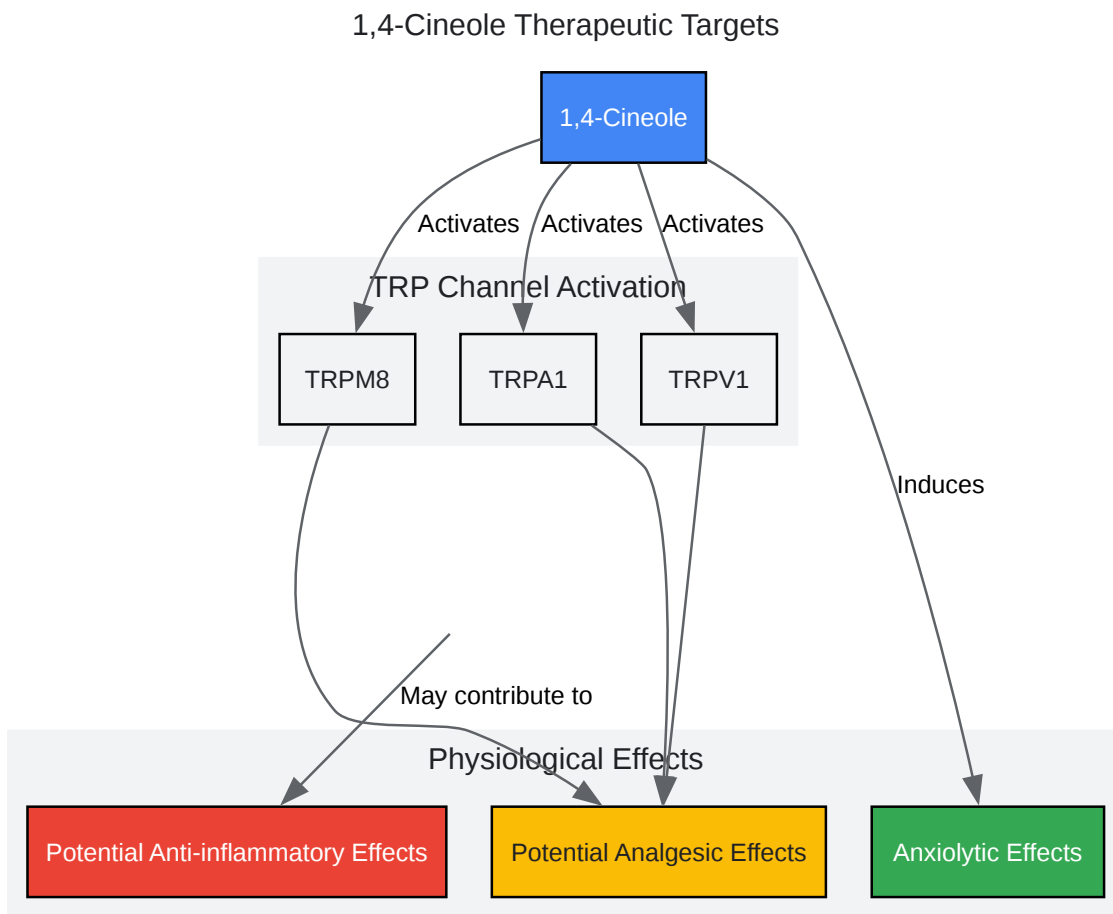 1,4-Cineole Therapeutic Targets
1,4-Cineole
Activates
Activates
Activates
TRP Channel Activation
TRPM8
TRPA1
TRPV1
Induces
May contribute to
Physiological Effects
Potential Anti-inflammatory Effects
Potential Analgesic Effects
Anxiolytic Effects